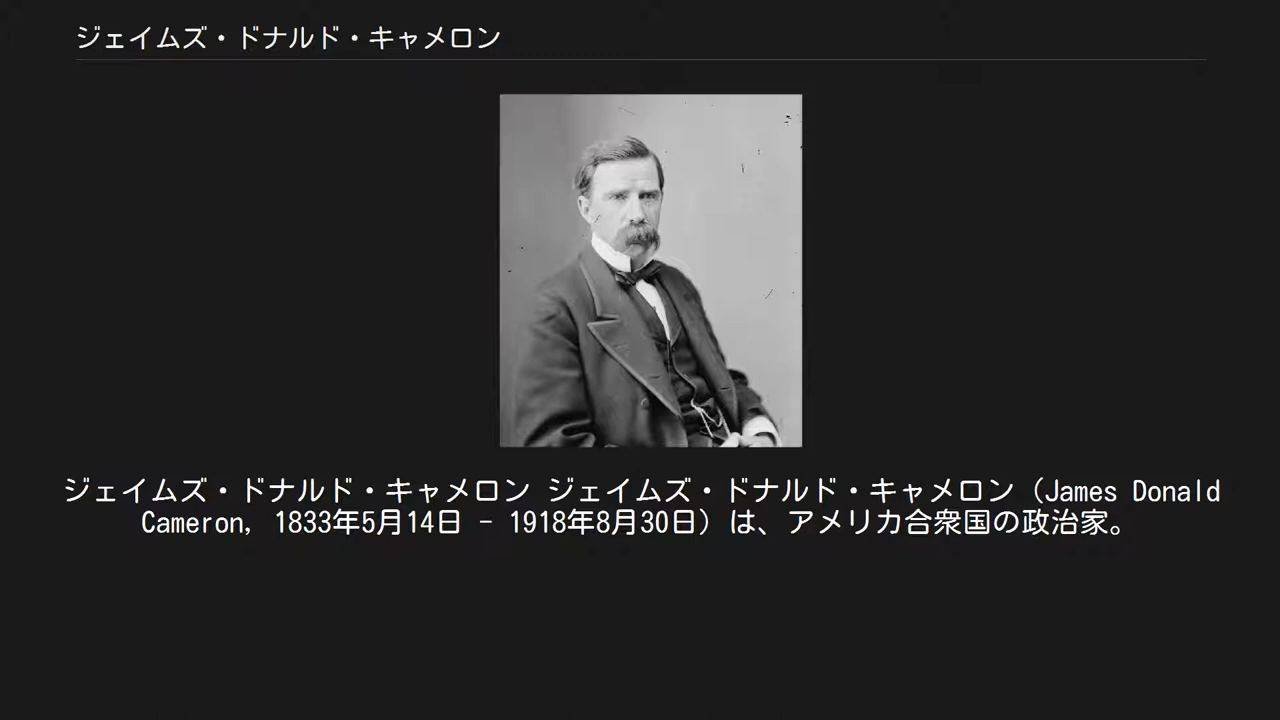 ジェイムズ・ドナルド・キャメロン
ジェイムズ・ドナルド・キャメロン ジェイムズ・ドナルド・キャメロン（James Donald
Cameron, 1833年5月14日 - 1918年8月30日）は、アメリカ合衆国の政治家。